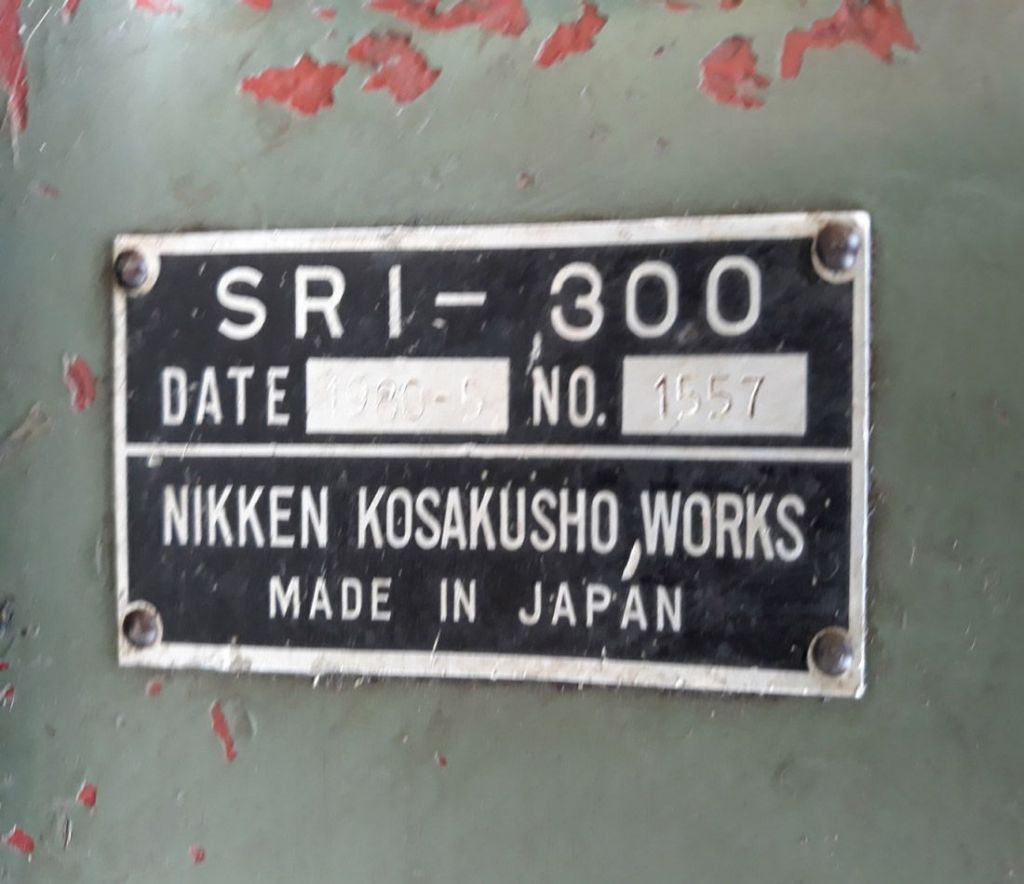 SRI-300
DATE 1980-5 NO. 1557
NIKKEN KOSAKUSHO WORKS
MADE IN JAPAN